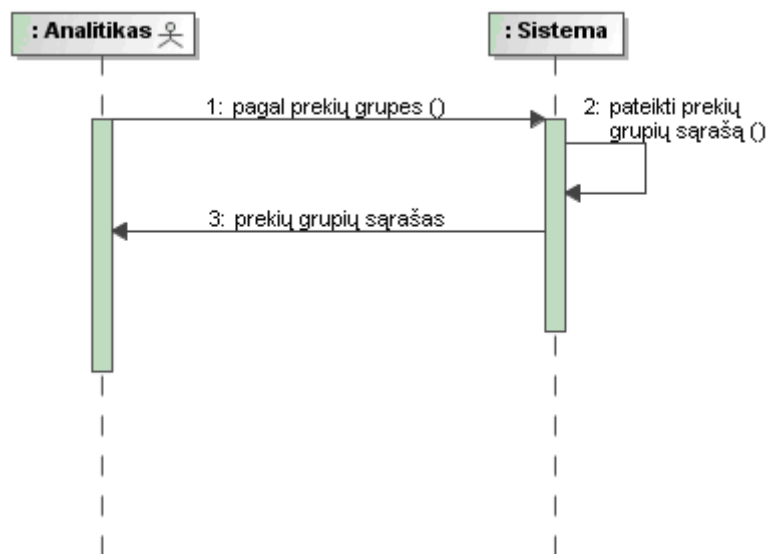 : Analitikas
: Sistema
1: pagal prekių grupes ()
2: pateikti prekių
grupių sąrašą ()
3: prekių grupių sąrašas